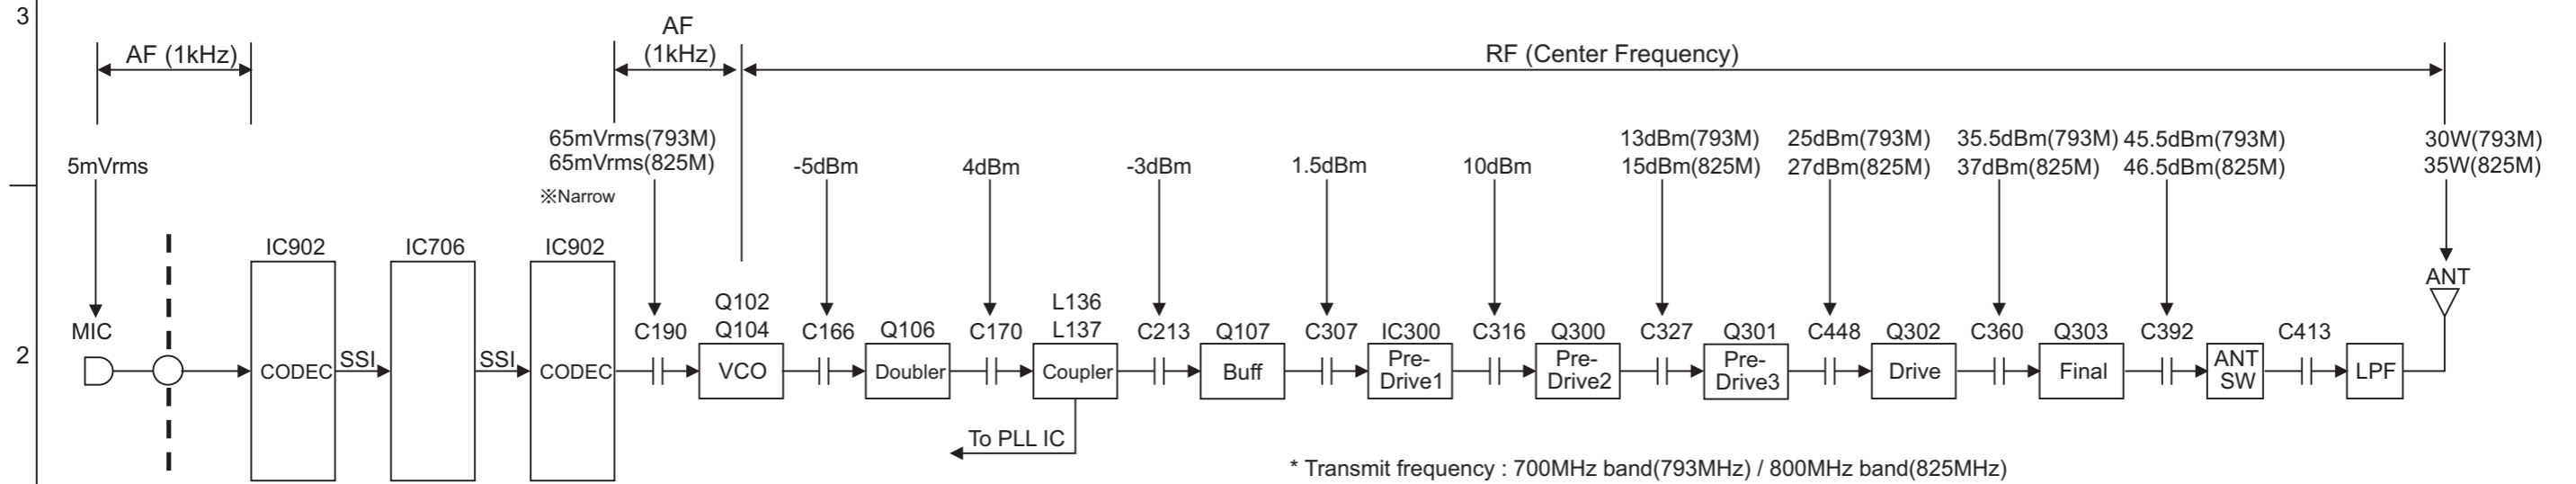 3
AF (1kHz)
AF
(1kHz)
RF (Center Frequency)
5mVrms
65mVrms(793M)
65mVrms(825M)
※Narrow
-5dBm
4dBm
-3dBm
1.5dBm
10dBm
13dBm(793M)
15dBm(825M)
25dBm(793M)
27dBm(825M)
35.5dBm(793M)
37dBm(825M)
45.5dBm(793M)
46.5dBm(825M)
30W(793M)
35W(825M)
2
MIC
IC902
CODEC
SSI
IC706
SSI
IC902
CODEC
C190
Q102
Q104
VCO
C166
Q106
Doubler
C170
L136
L137
Coupler
C213
Q107
Buff
C307
IC300
Pre-
Drive1
C316
Q300
Pre-
Drive2
C327
Q301
Pre-
Drive3
C448
Q302
Drive
C360
Q303
Final
C392
ANT
SW
C413
LPF
ANT
To PLL IC
* Transmit frequency : 700MHz band(793MHz) / 800MHz band(825MHz)